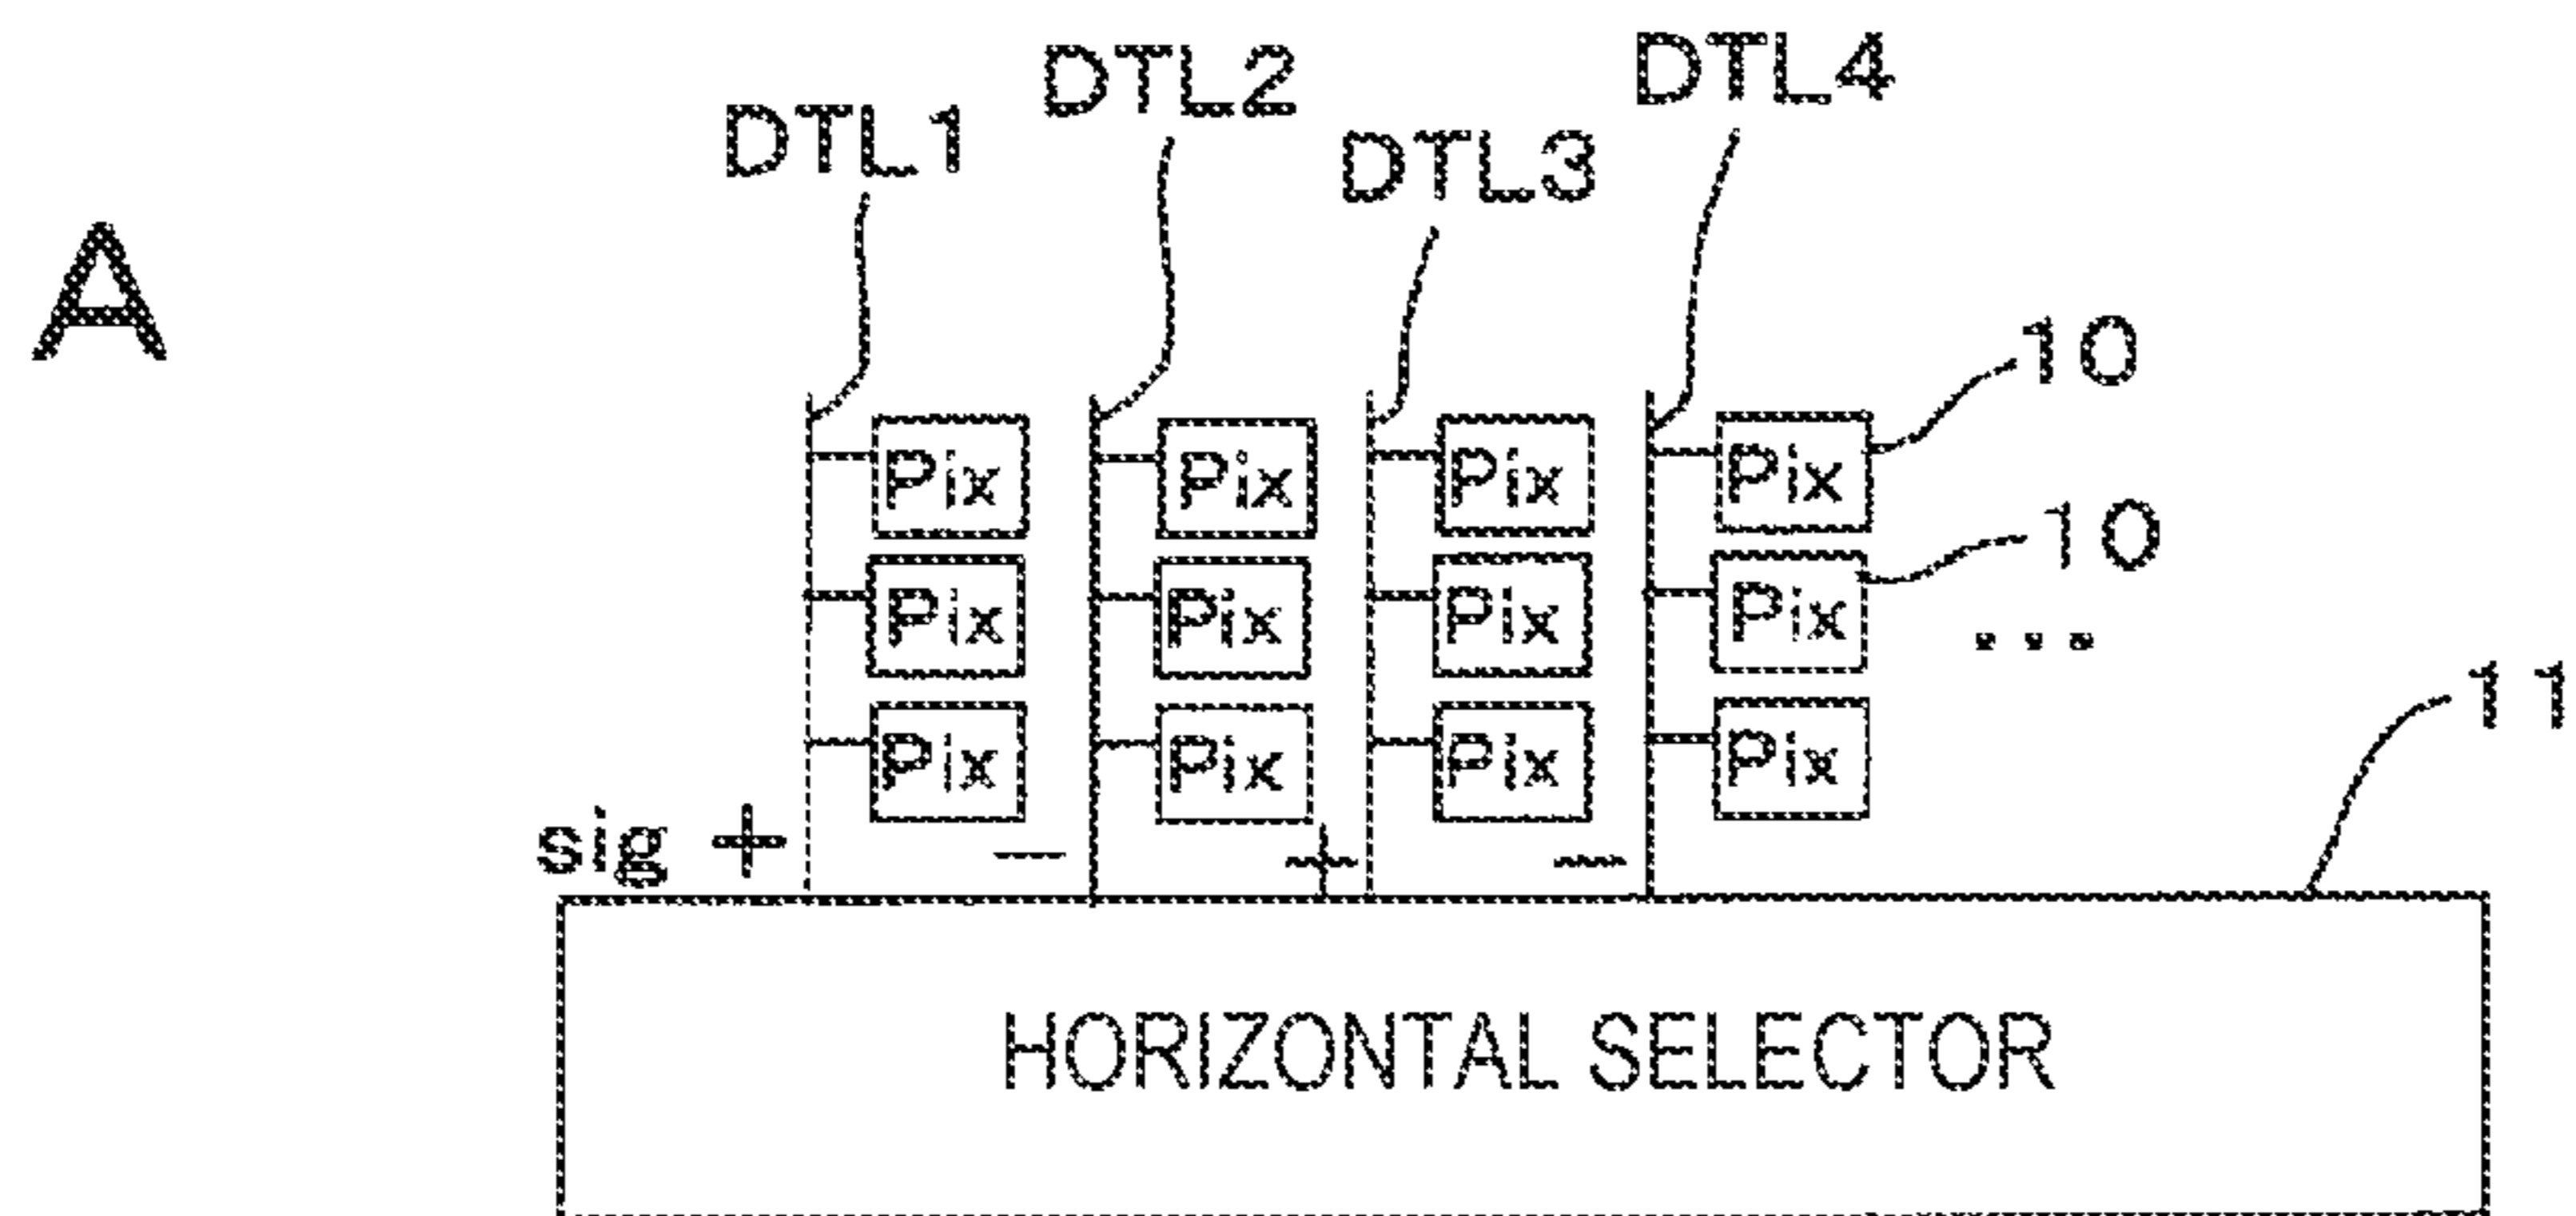 DTL1 DTL2 DTL3 DTL4
A
10
Pix Pix Pix Pix
10
Pix Pix Pix Pix
...
11
Pix Pix Pix Pix
sig + − + −
HORIZONTAL SELECTOR